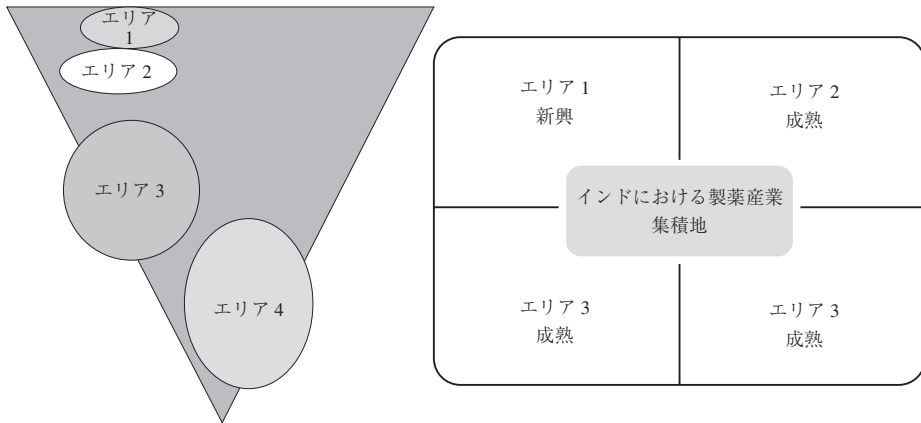 エリア
1
エリア 2
エリア 3
エリア 4
エリア 1
新興
エリア 2
成熟
インドにおける製薬産業
集積地
エリア 3
成熟
エリア 3
成熟